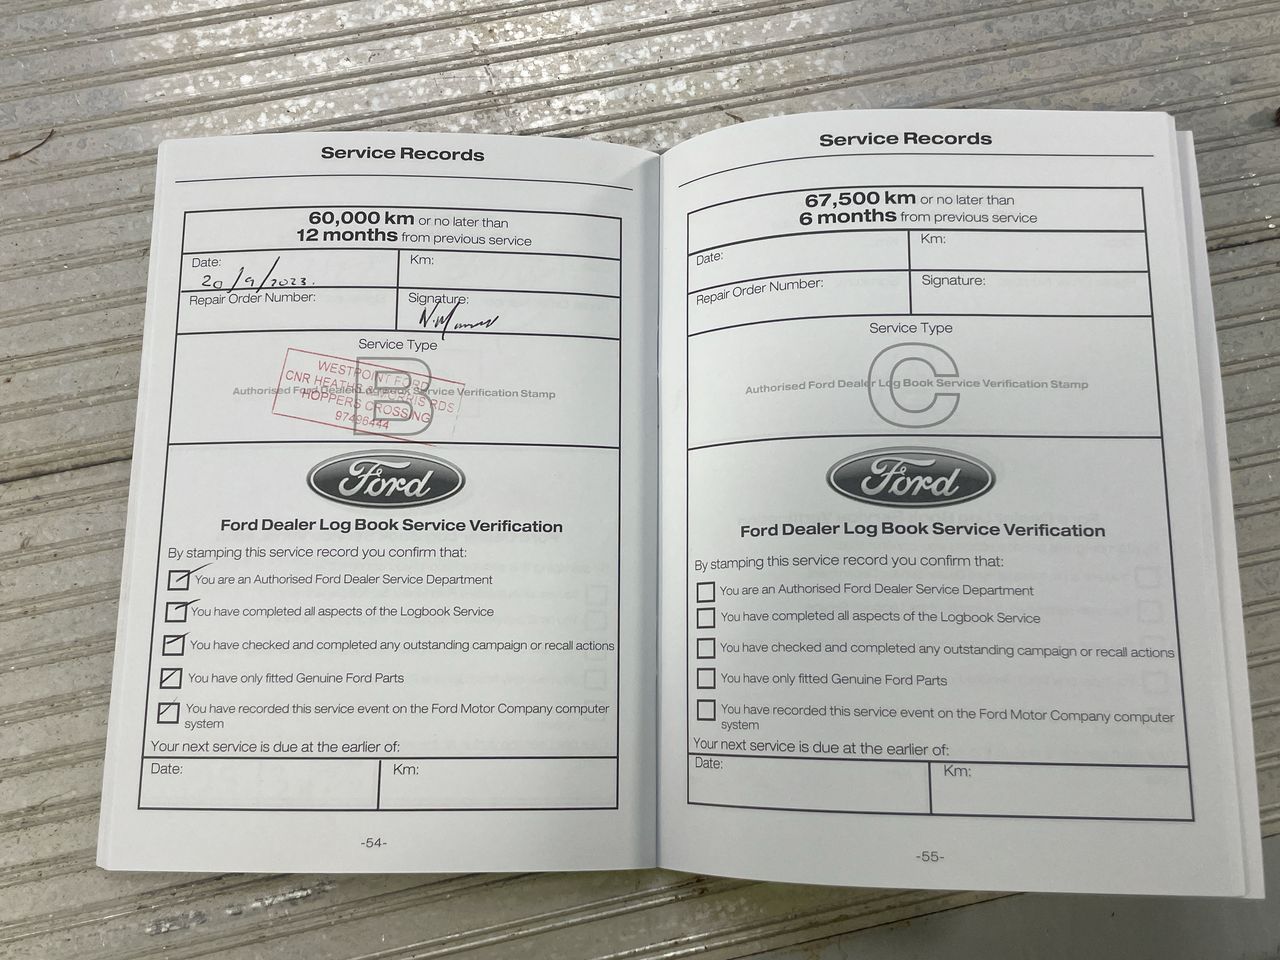 Service Records
60,000 km or no later than
12 months from previous service
Date:
Km:
20/9/2023.
Repair Order Number:
Signature:
Service Type
B
Authorised Ford Dealer Log Book Service Verification Stamp
WESTPOINT FORD
CNR HEATHS & MORRIS RDS
HOPPERS CROSSING
97496444
Ford
Ford Dealer Log Book Service Verification
By stamping this service record you confirm that:
You are an Authorised Ford Dealer Service Department
You have completed all aspects of the Logbook Service
You have checked and completed any outstanding campaign or recall actions
You have only fitted Genuine Ford Parts
You have recorded this service event on the Ford Motor Company computer
system
Your next service is due at the earlier of:
Date:
Km:
-54-
Service Records
67,500 km or no later than
6 months from previous service
Date:
Km:
Repair Order Number:
Signature:
Service Type
C
Authorised Ford Dealer Log Book Service Verification Stamp
Ford
Ford Dealer Log Book Service Verification
By stamping this service record you confirm that:
You are an Authorised Ford Dealer Service Department
You have completed all aspects of the Logbook Service
You have checked and completed any outstanding campaign or recall actions
You have only fitted Genuine Ford Parts
You have recorded this service event on the Ford Motor Company computer
system
Your next service is due at the earlier of:
Date:
Km:
-55-